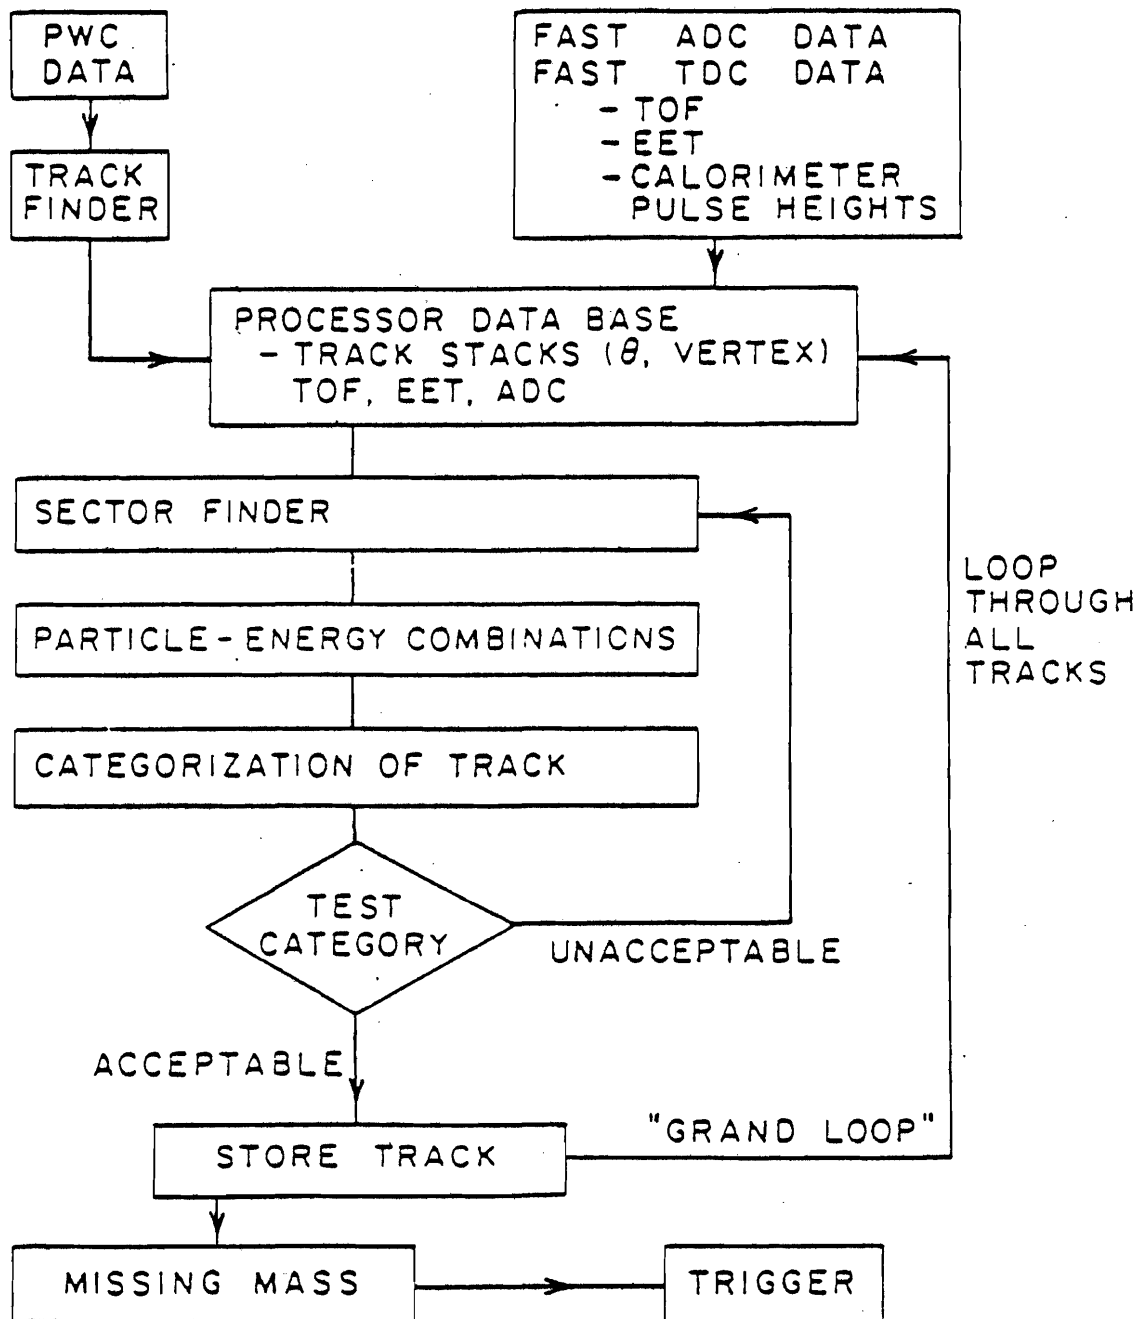 PWC
DATA
FAST ADC DATA
FAST TDC DATA
- TOF
- EET
- CALORIMETER
PULSE HEIGHTS
TRACK
FINDER
PROCESSOR DATA BASE
- TRACK STACKS (θ, VERTEX)
TOF, EET, ADC
SECTOR FINDER
LOOP
THROUGH
ALL
TRACKS
PARTICLE-ENERGY COMBINATIONS
CATEGORIZATION OF TRACK
TEST
CATEGORY
UNACCEPTABLE
ACCEPTABLE
"GRAND LOOP"
STORE TRACK
MISSING MASS
TRIGGER